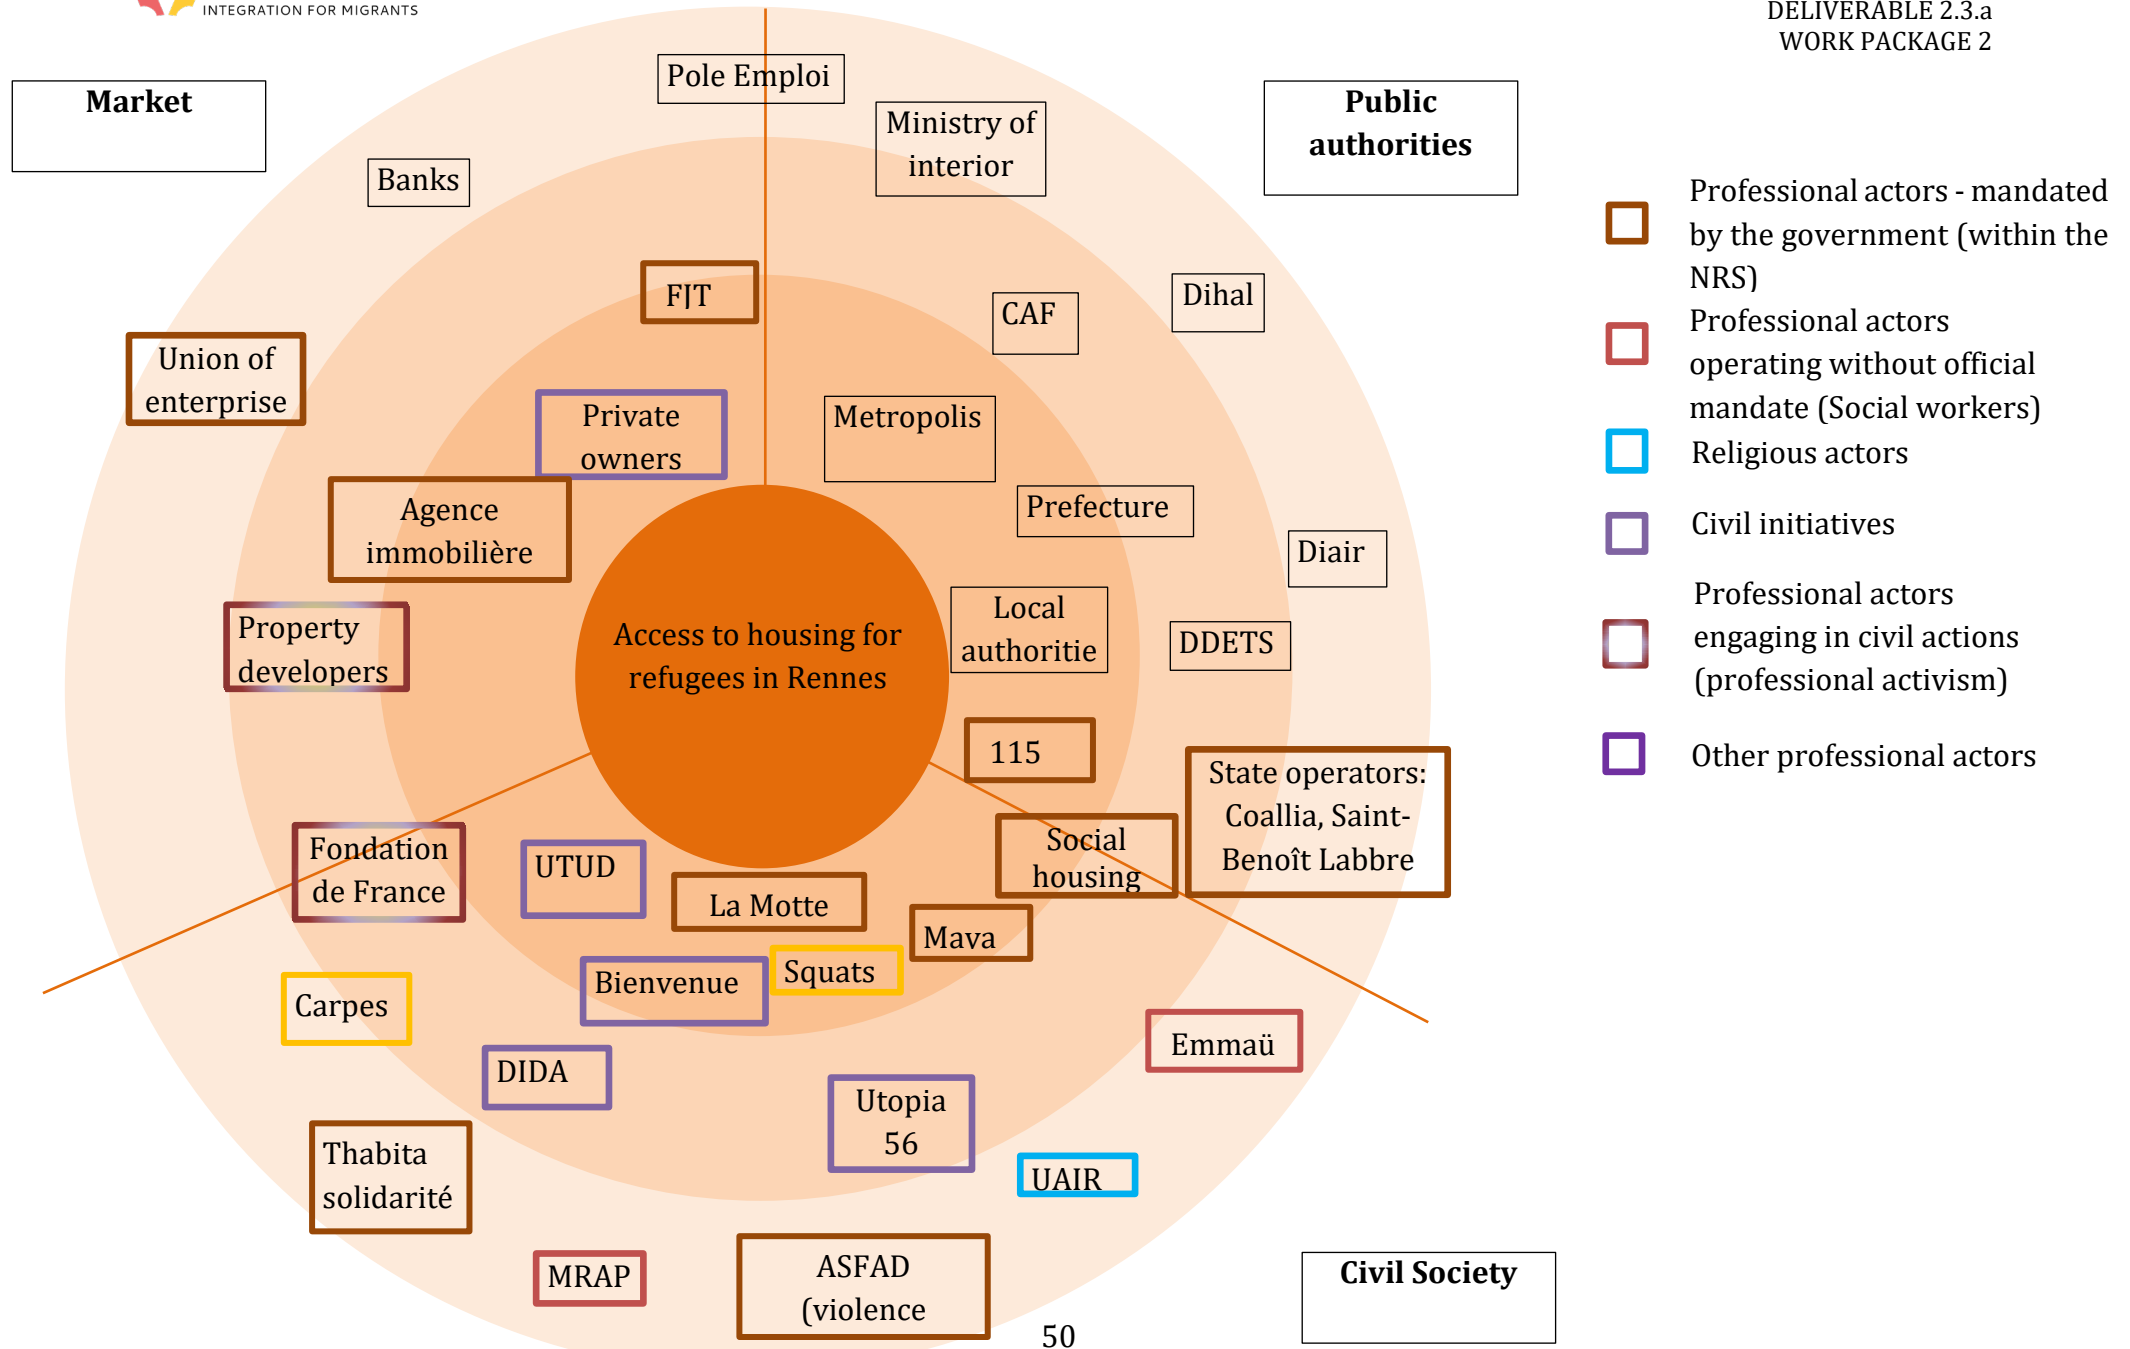 INTEGRATION FOR MIGRANTS
DELIVERABLE 2.3.a
WORK PACKAGE 2
Market
Pole Emploi
Public
authorities
Ministry of
interior
Banks
Professional actors - mandated
by the government (within the
NRS)
FJT
CAF
Dihal
Professional actors
operating without official
mandate (Social workers)
Union of
enterprise
Private
owners
Metropolis
Religious actors
Agence
immobilière
Prefecture
Civil initiatives
Diair
Professional actors
engaging in civil actions
(professional activism)
Property
developers
Access to housing for
refugees in Rennes
Local
authoritie
DDETS
115
Other professional actors
State operators:
Coallia, Saint-
Benoît Labbre
Fondation
de France
UTUD
La Motte
Social
housing
Mava
Bienvenue
Squats
Carpes
Emmaü
DIDA
Utopia
56
Thabita
solidarité
UAIR
MRAP
ASFAD
(violence
Civil Society
50